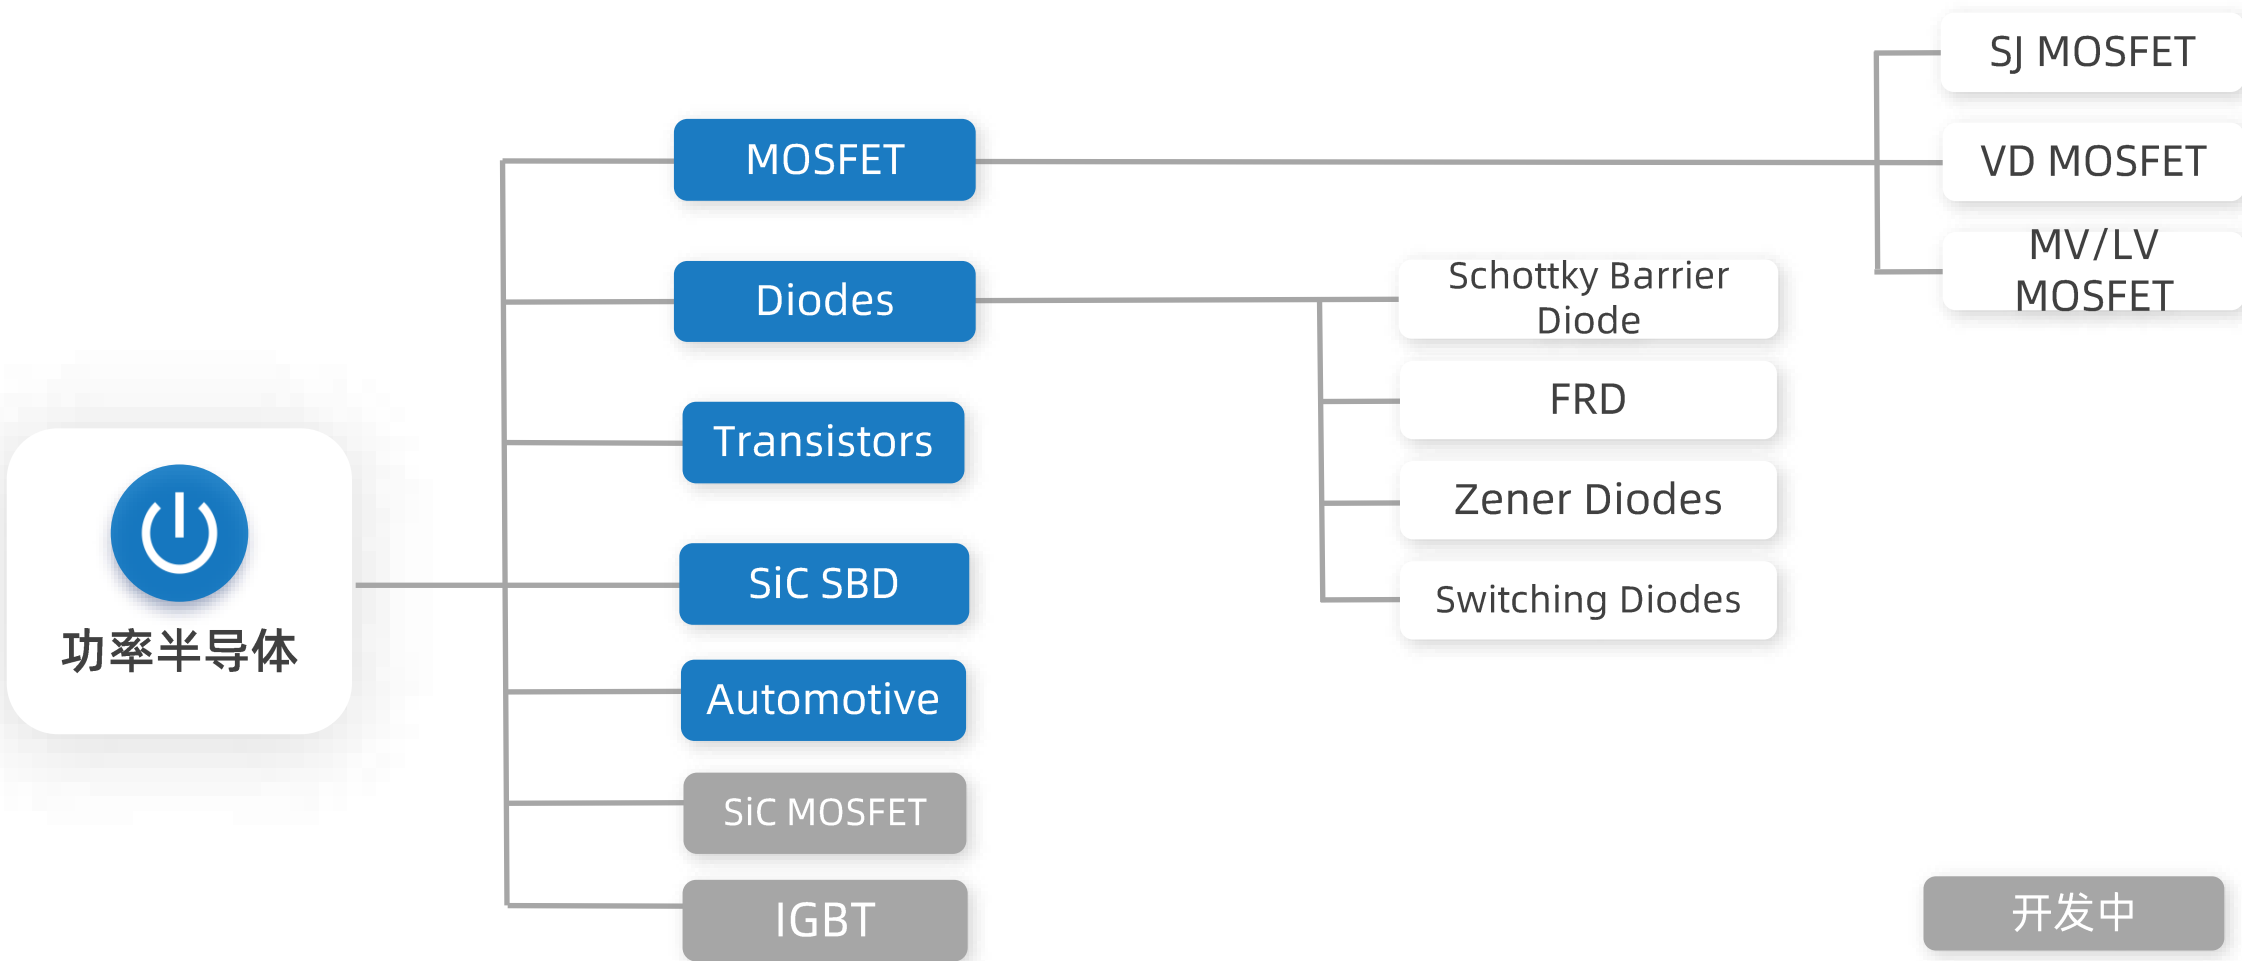 功率半导体
MOSFET
Diodes
Transistors
SiC SBD
Automotive
SiC MOSFET
IGBT
Schottky Barrier
Diode
FRD
Zener Diodes
Switching Diodes
SJ MOSFET
VD MOSFET
MV/LV
MOSFET
开发中